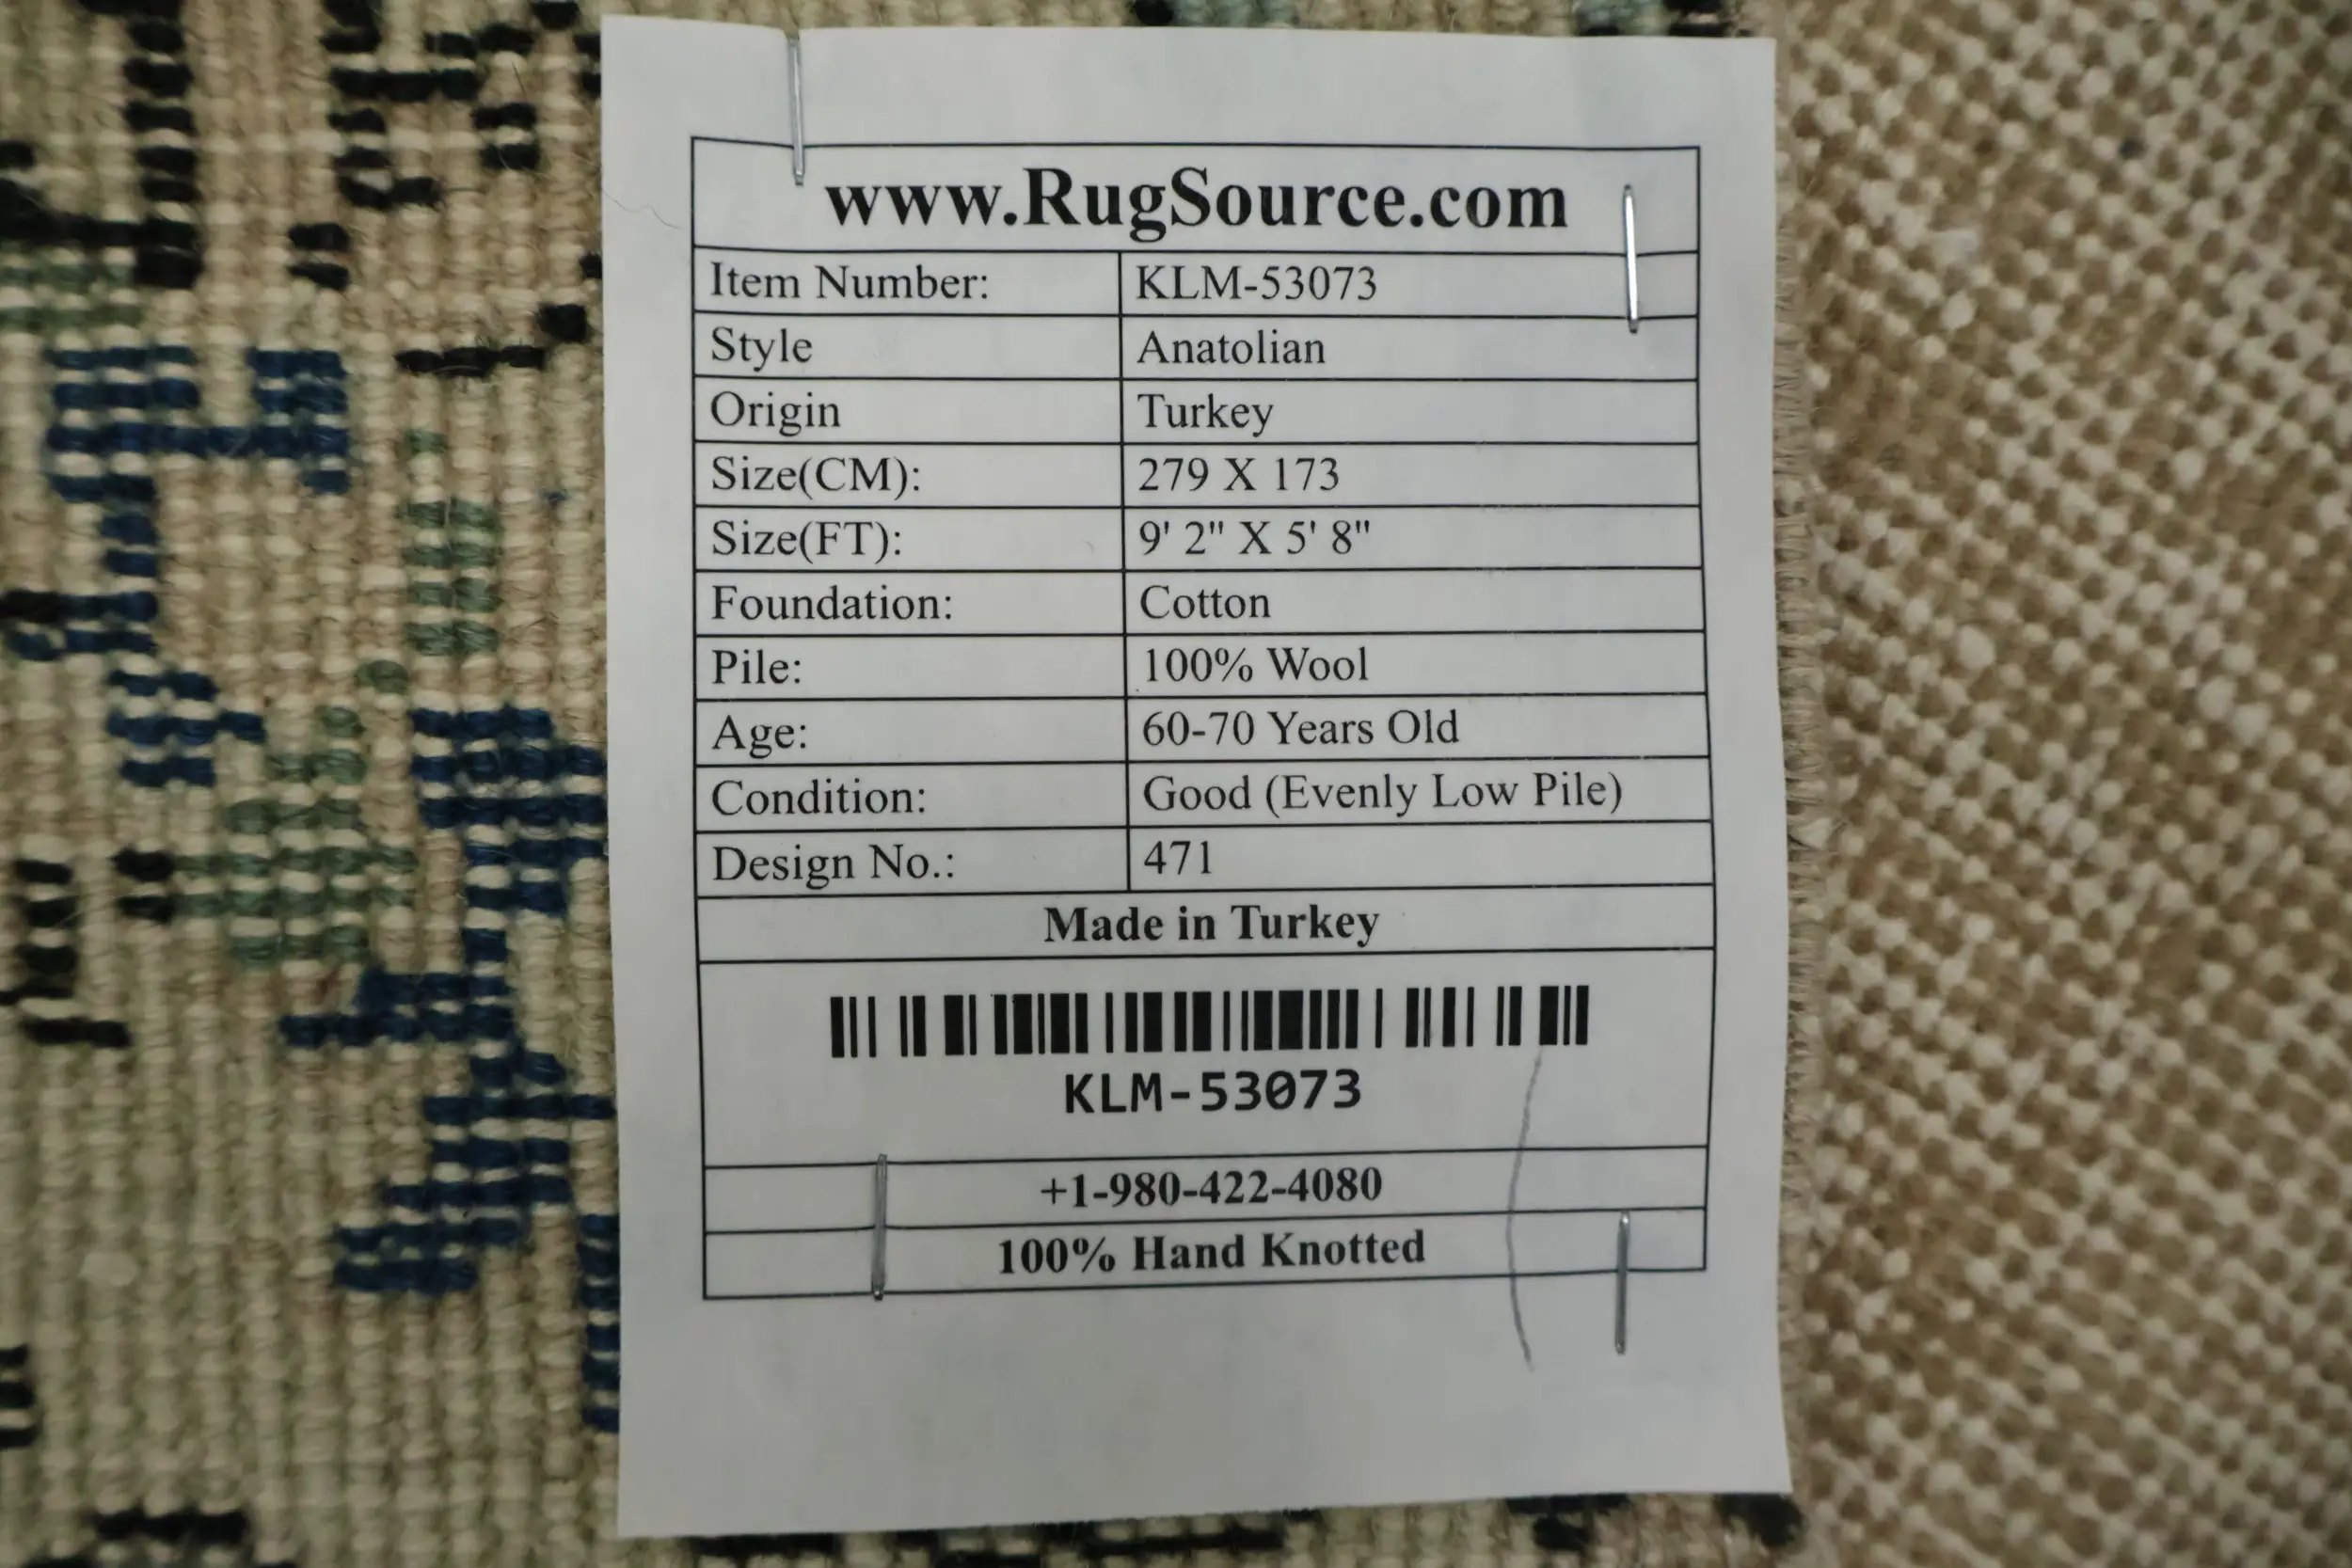 www.RugSource.com
Item Number: KLM-53073
Style Anatolian
Origin Turkey
Size(CM): 279 X 173
Size(FT): 9' 2" X 5' 8"
Foundation: Cotton
Pile: 100% Wool
Age: 60-70 Years Old
Condition: Good (Evenly Low Pile)
Design No.: 471
Made in Turkey
KLM-53073
+1-980-422-4080
100% Hand Knotted